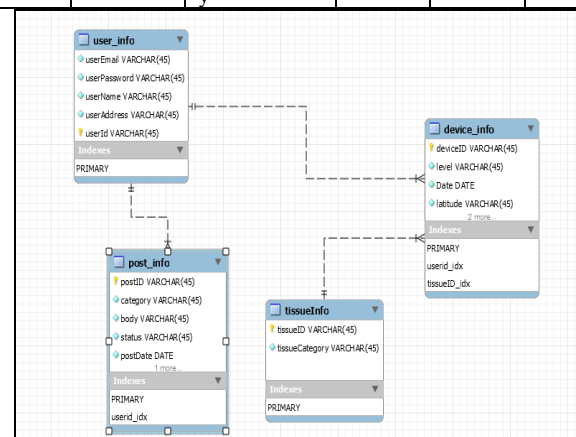 y
user_info
userEmail VARCHAR(45)
userPassword VARCHAR(45)
userName VARCHAR(45)
userAddress VARCHAR(45)
userId VARCHAR(45)
Indexes
PRIMARY
device_info
deviceID VARCHAR(45)
level VARCHAR(45)
Date DATE
latitude VARCHAR(45)
2 more...
Indexes
PRIMARY
userid_idx
tissueID_idx
post_info
postID VARCHAR(45)
category VARCHAR(45)
body VARCHAR(45)
status VARCHAR(45)
postDate DATE
1 more...
Indexes
PRIMARY
userid_idx
tissueInfo
tissueID VARCHAR(45)
tissueCategory VARCHAR(45)
Indexes
PRIMARY